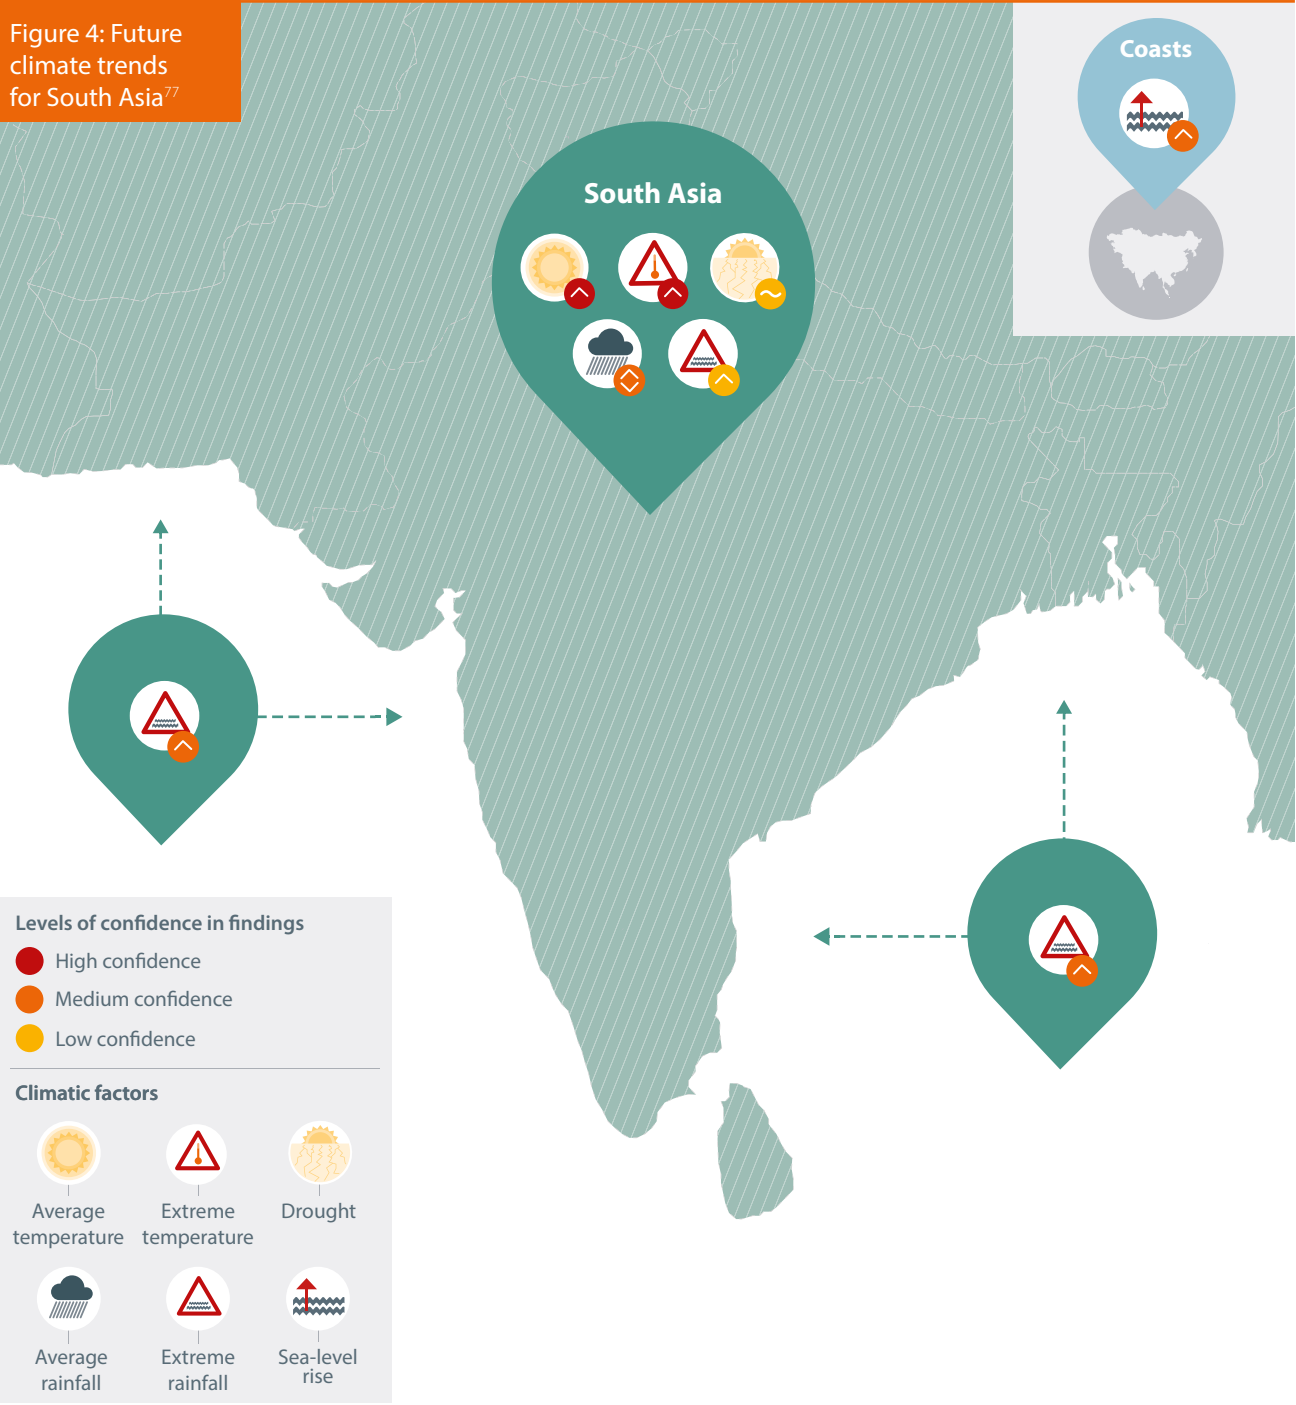 Figure 4: Future
climate trends
for South Asia77
Coasts
South Asia
Levels of confidence in findings
High confidence
Medium confidence
Low confidence
Climatic factors
Average
temperature
Extreme
temperature
Drought
Average
rainfall
Extreme
rainfall
Sea-level
rise